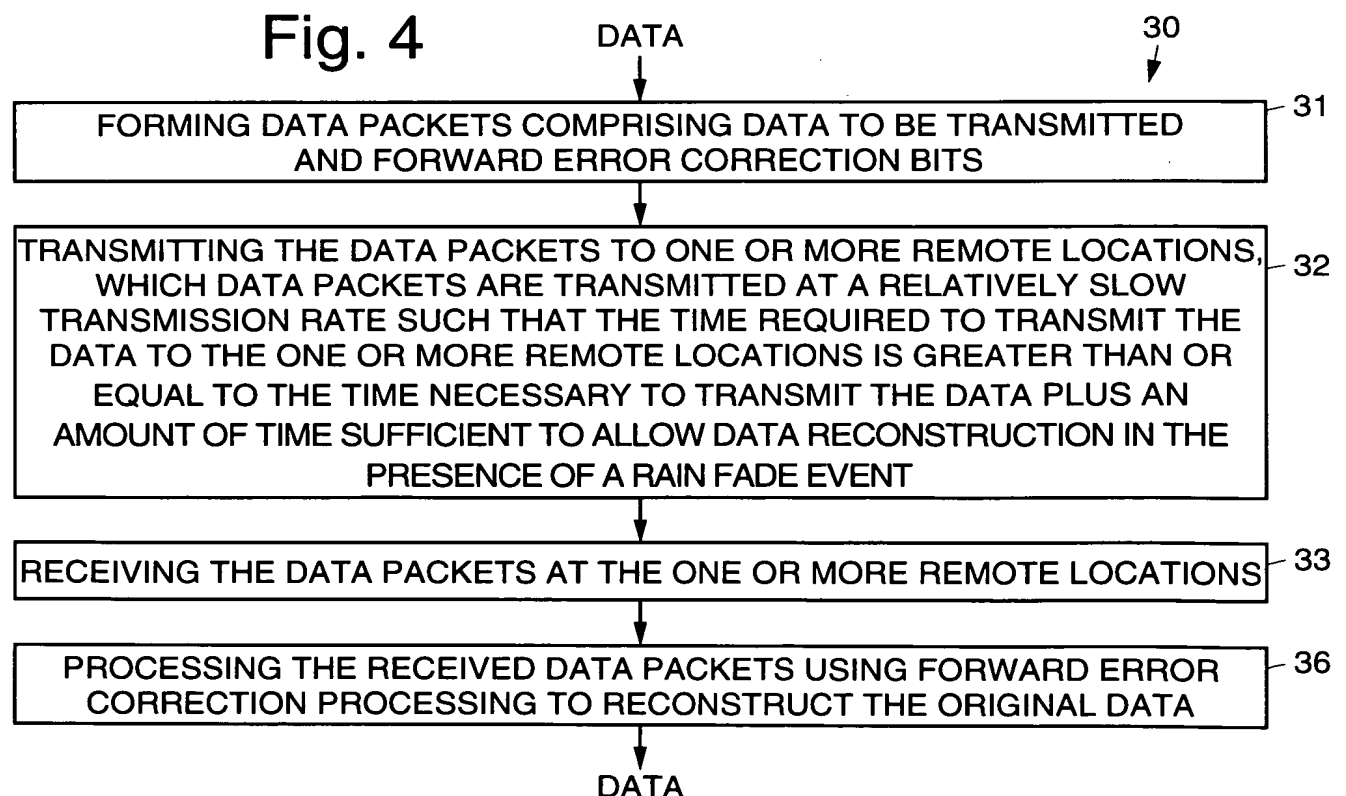 Fig. 4
DATA
30
31
FORMING DATA PACKETS COMPRISING DATA TO BE TRANSMITTED
AND FORWARD ERROR CORRECTION BITS
TRANSMITTING THE DATA PACKETS TO ONE OR MORE REMOTE LOCATIONS,
32
WHICH DATA PACKETS ARE TRANSMITTED AT A RELATIVELY SLOW
TRANSMISSION RATE SUCH THAT THE TIME REQUIRED TO TRANSMIT THE
DATA TO THE ONE OR MORE REMOTE LOCATIONS IS GREATER THAN OR
EQUAL TO THE TIME NECESSARY TO TRANSMIT THE DATA PLUS AN
AMOUNT OF TIME SUFFICIENT TO ALLOW DATA RECONSTRUCTION IN THE
PRESENCE OF A RAIN FADE EVENT
RECEIVING THE DATA PACKETS AT THE ONE OR MORE REMOTE LOCATIONS
33
PROCESSING THE RECEIVED DATA PACKETS USING FORWARD ERROR
36
CORRECTION PROCESSING TO RECONSTRUCT THE ORIGINAL DATA
DATA